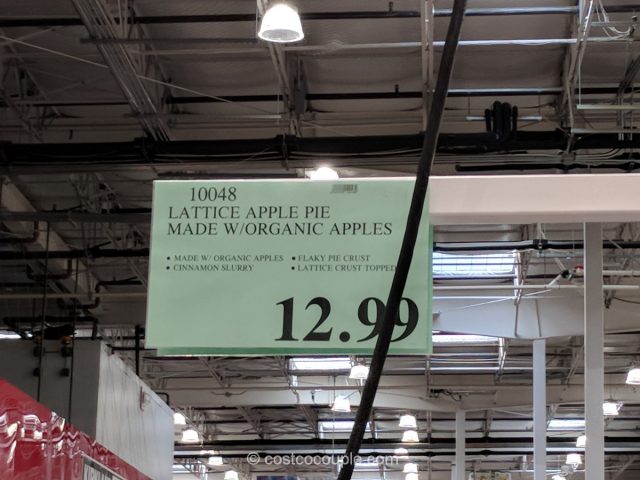 10048
LATTICE APPLE PIE
MADE W/ORGANIC APPLES
• MADE W/ ORGANIC APPLES • FLAKY PIE CRUST
• CINNAMON SLURRY • LATTICE CRUST TOPPED
12.99
© costcocouple.com